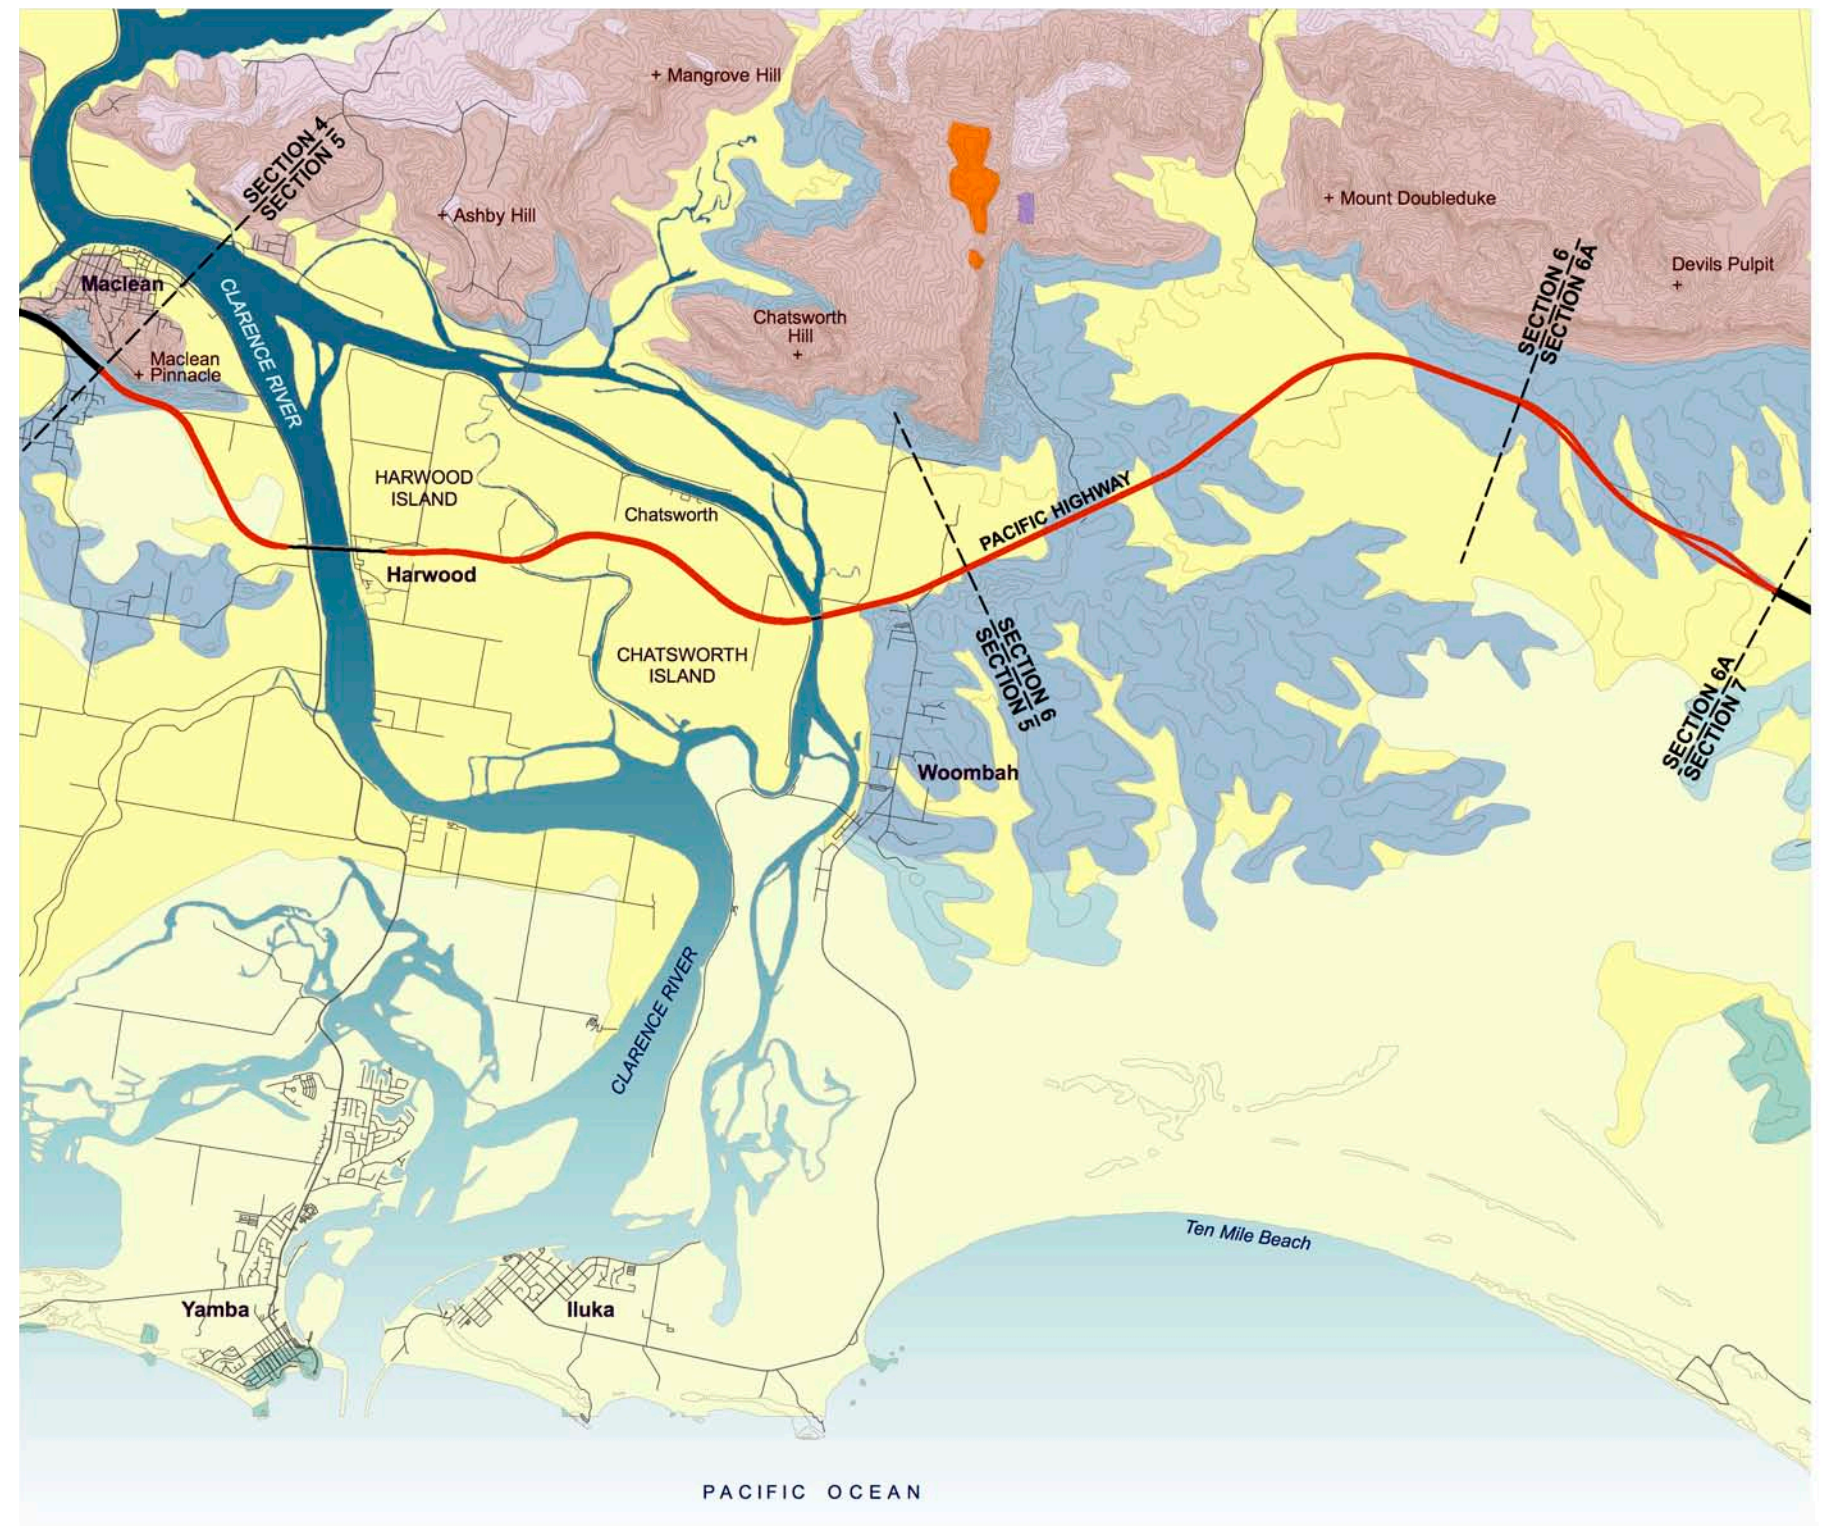 + Mangrove Hill
SECTION 4
SECTION 5
+ Ashby Hill
+ Mount Doubleduke
SECTION 6
SECTION 6A
Devils Pulpit
+
Maclean
CLARENCE RIVER
Chatsworth
Hill
+
Maclean
+ Pinnacle
HARWOOD
ISLAND
Chatsworth
PACIFIC HIGHWAY
Harwood
CHATSWORTH
ISLAND
SECTION 6
SECTION 5
SECTION 6A
SECTION 7
Woombah
CLARENCE RIVER
Ten Mile Beach
Yamba
Iluka
PACIFIC OCEAN